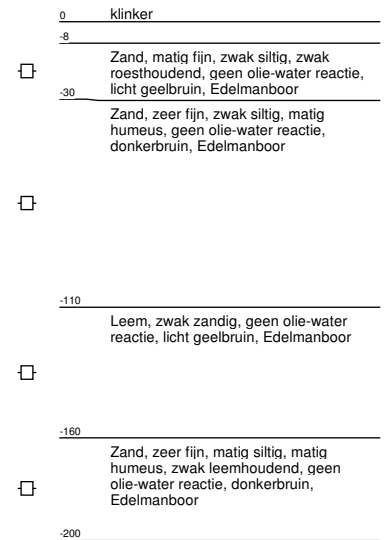 0 klinker
-8
Zand, matig fijn, zwak siltig, zwak
roesthoudend, geen olie-water reactie,
licht geelbruin, Edelmanboor
-30
Zand, zeer fijn, zwak siltig, matig
humeus, geen olie-water reactie,
donkerbruin, Edelmanboor
-110
Leem, zwak zandig, geen olie-water
reactie, licht geelbruin, Edelmanboor
-160
Zand, zeer fijn, matig siltig, matig
humeus, zwak leemhoudend, geen
olie-water reactie, donkerbruin,
Edelmanboor
-200